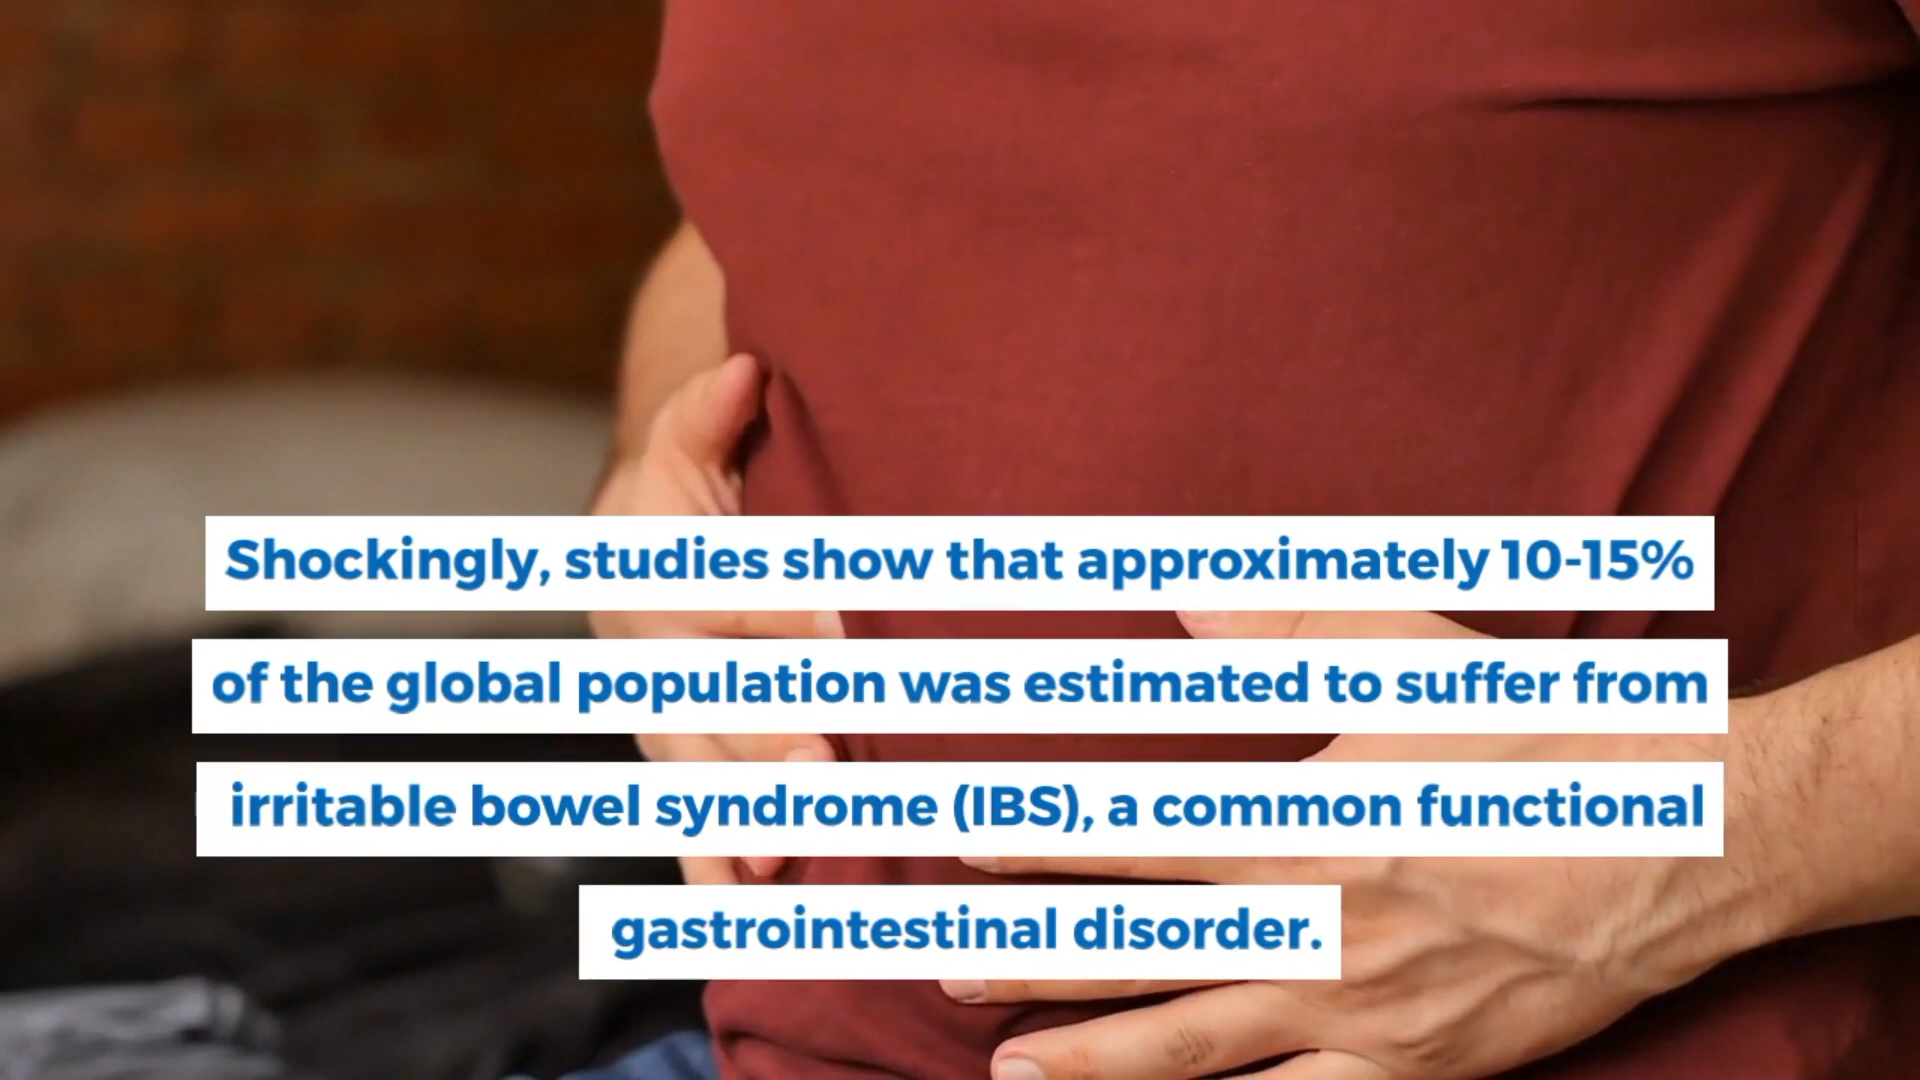 Shockingly, studies show that approximately 10-15%
of the global population was estimated to suffer from
irritable bowel syndrome (IBS), a common functional
gastrointestinal disorder.